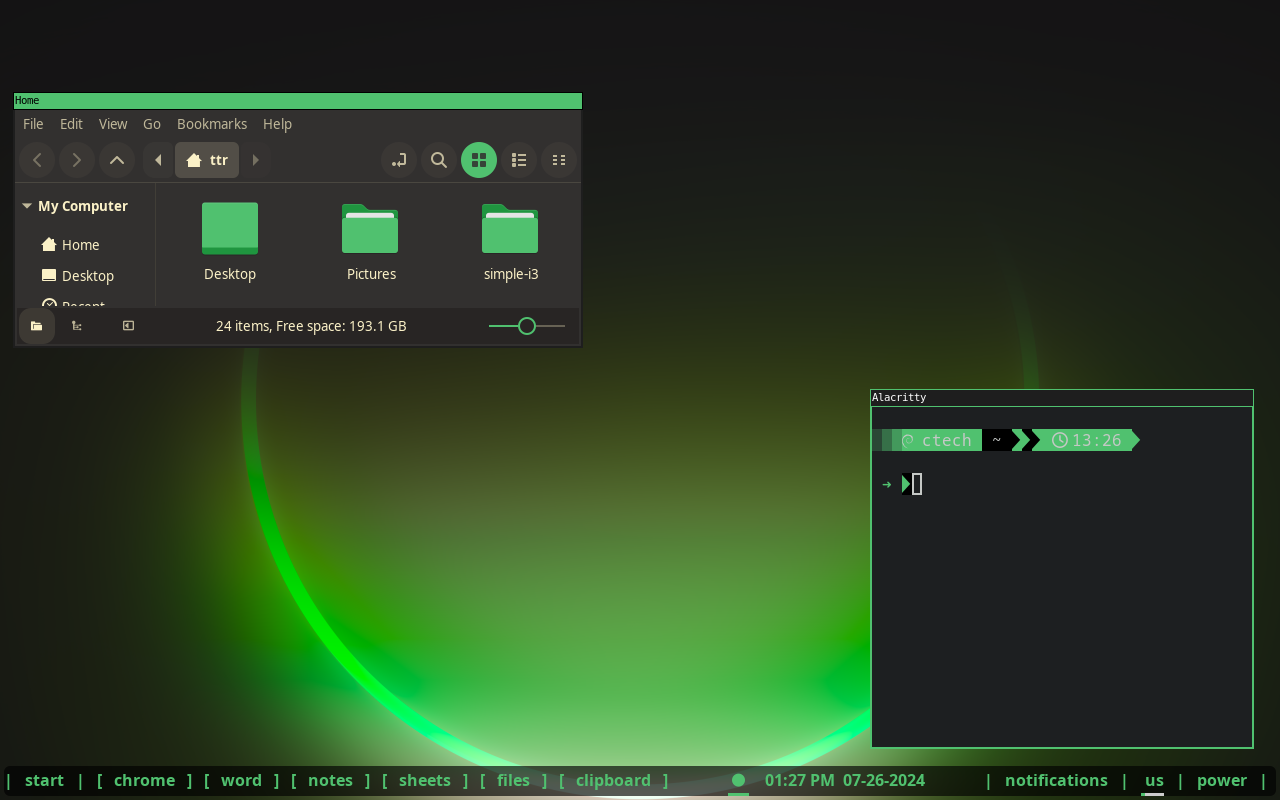 Home
File Edit View Go Bookmarks Help
ttr
My Computer
Home
Desktop
Recent
Desktop Pictures simple-i3
24 items, Free space: 193.1 GB
Alacritty
ctech ~ 13:26
| start | [ chrome ] [ word ] [ notes ] [ sheets ] [ files ] [ clipboard ] 01:27 PM 07-26-2024 | notifications | us | power |